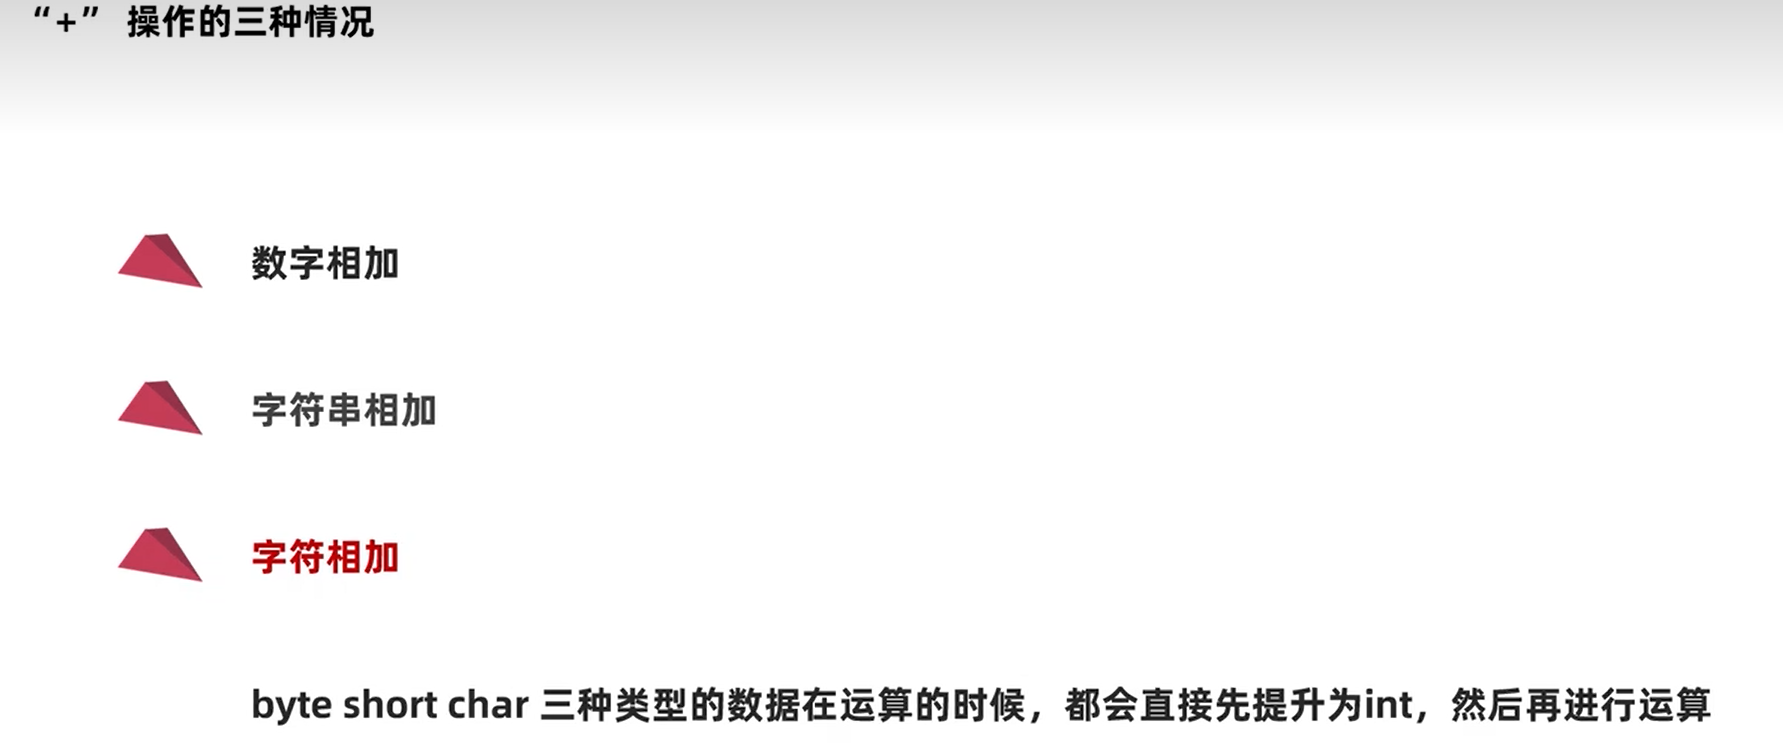 “+” 操作的三种情况
数字相加
字符串相加
字符相加
byte short char 三种类型的数据在运算的时候，都会直接先提升为int，然后再进行运算